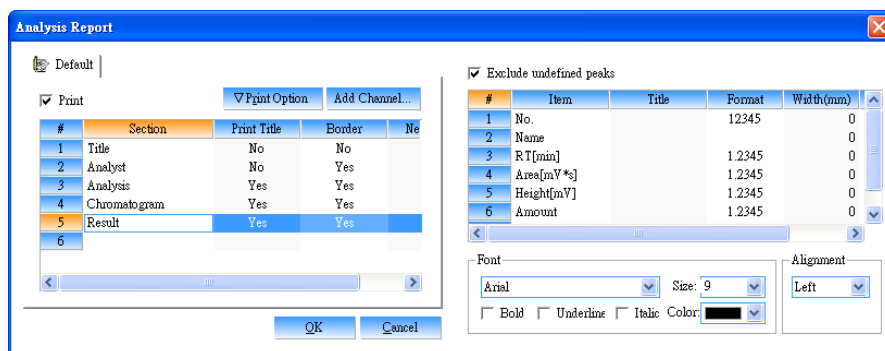 Analysis Report
Default
Print
∇ Print Option
Add Channel...
# Section Print Title Border Ne
1 Title No No
2 Analyst No Yes
3 Analysis Yes Yes
4 Chromatogram Yes Yes
5 Result Yes Yes
6
OK
Cancel
Exclude undefined peaks
# Item Title Format Width(mm)
1 No. 12345 0
2 Name 0
3 RT[min] 1.2345 0
4 Area[mV*s] 1.2345 0
5 Height[mV] 1.2345 0
6 Amount 1.2345 0
Font
Arial Size: 9
Bold Underline Italic Color:
Alignment
Left